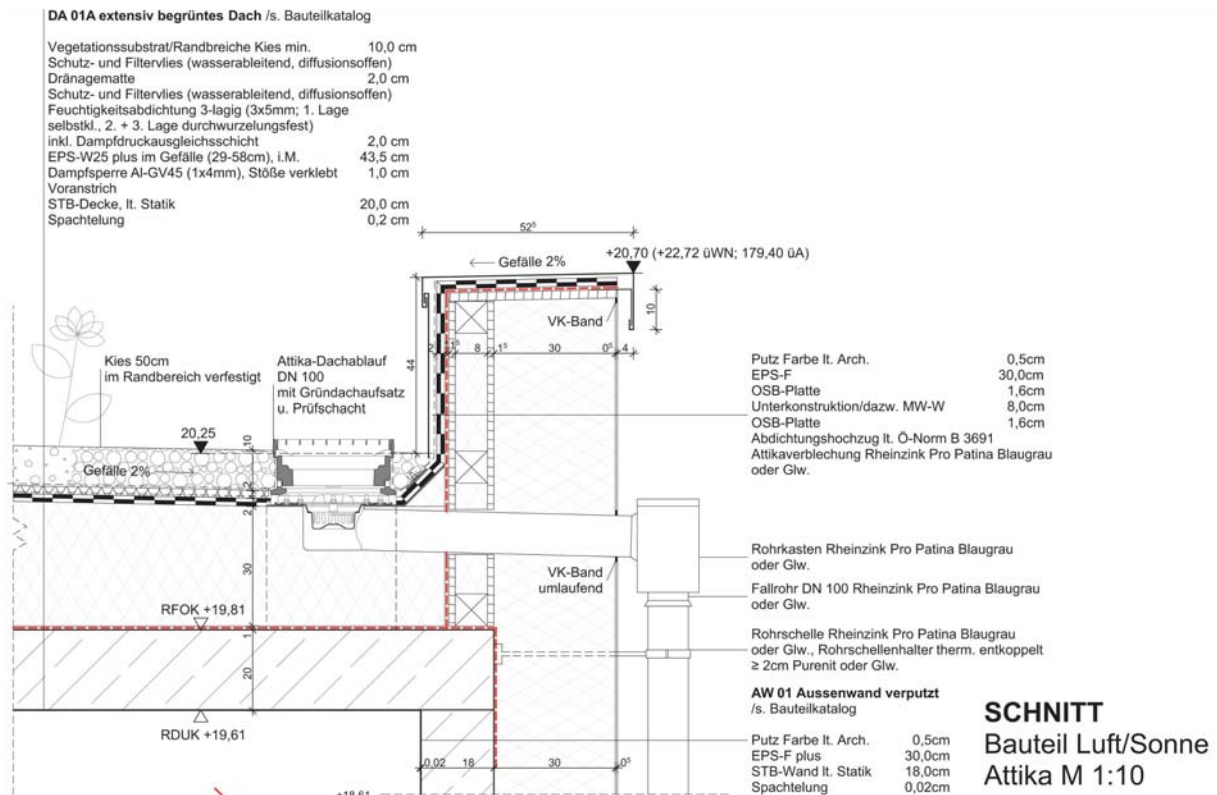 DA 01A extensiv begrüntes Dach /s. Bauteilkatalog
Vegetationssubstrat/Randbreiche Kies min. 10,0 cm
Schutz- und Filtervlies (wasserableitend, diffusionsoffen)
Dränagematte 2,0 cm
Schutz- und Filtervlies (wasserableitend, diffusionsoffen)
Feuchtigkeitsabdichtung 3-lagig (3x5mm; 1. Lage
selbstkl., 2. + 3. Lage durchwurzelungsfest)
inkl. Dampfdruckausgleichsschicht 2,0 cm
EPS-W25 plus im Gefälle (29-58cm), i.M. 43,5 cm
Dampfsperre Al-GV45 (1x4mm), Stöße verklebt 1,0 cm
Voranstrich
STB-Decke, lt. Statik 20,0 cm
Spachtelung 0,2 cm
52⁵
+20,70 (+22,72 üWN; 179,40 üA)
Gefälle 2%
VK-Band
10
2 1⁵ 8 1⁵ 30 0⁵ 4
44
Kies 50cm
im Randbereich verfestigt
Attika-Dachablauf
DN 100
mit Gründachaufsatz
u. Prüfschacht
20,25
10
Gefälle 2%
2
2
30
VK-Band
umlaufend
RFOK +19,81
1
20
RDUK +19,61
0,02 18 30 0⁵
+18,61
Putz Farbe lt. Arch. 0,5cm
EPS-F 30,0cm
OSB-Platte 1,6cm
Unterkonstruktion/dazw. MW-W 8,0cm
OSB-Platte 1,6cm
Abdichtungshochzug lt. Ö-Norm B 3691
Attikaverblechung Rheinzink Pro Patina Blaugrau
oder Glw.
Rohrkasten Rheinzink Pro Patina Blaugrau
oder Glw.
Fallrohr DN 100 Rheinzink Pro Patina Blaugrau
oder Glw.
Rohrschelle Rheinzink Pro Patina Blaugrau
oder Glw., Rohrschellenhalter therm. entkoppelt
≥ 2cm Purenit oder Glw.
AW 01 Aussenwand verputzt
/s. Bauteilkatalog
Putz Farbe lt. Arch. 0,5cm
EPS-F plus 30,0cm
STB-Wand lt. Statik 18,0cm
Spachtelung 0,02cm
SCHNITT
Bauteil Luft/Sonne
Attika M 1:10